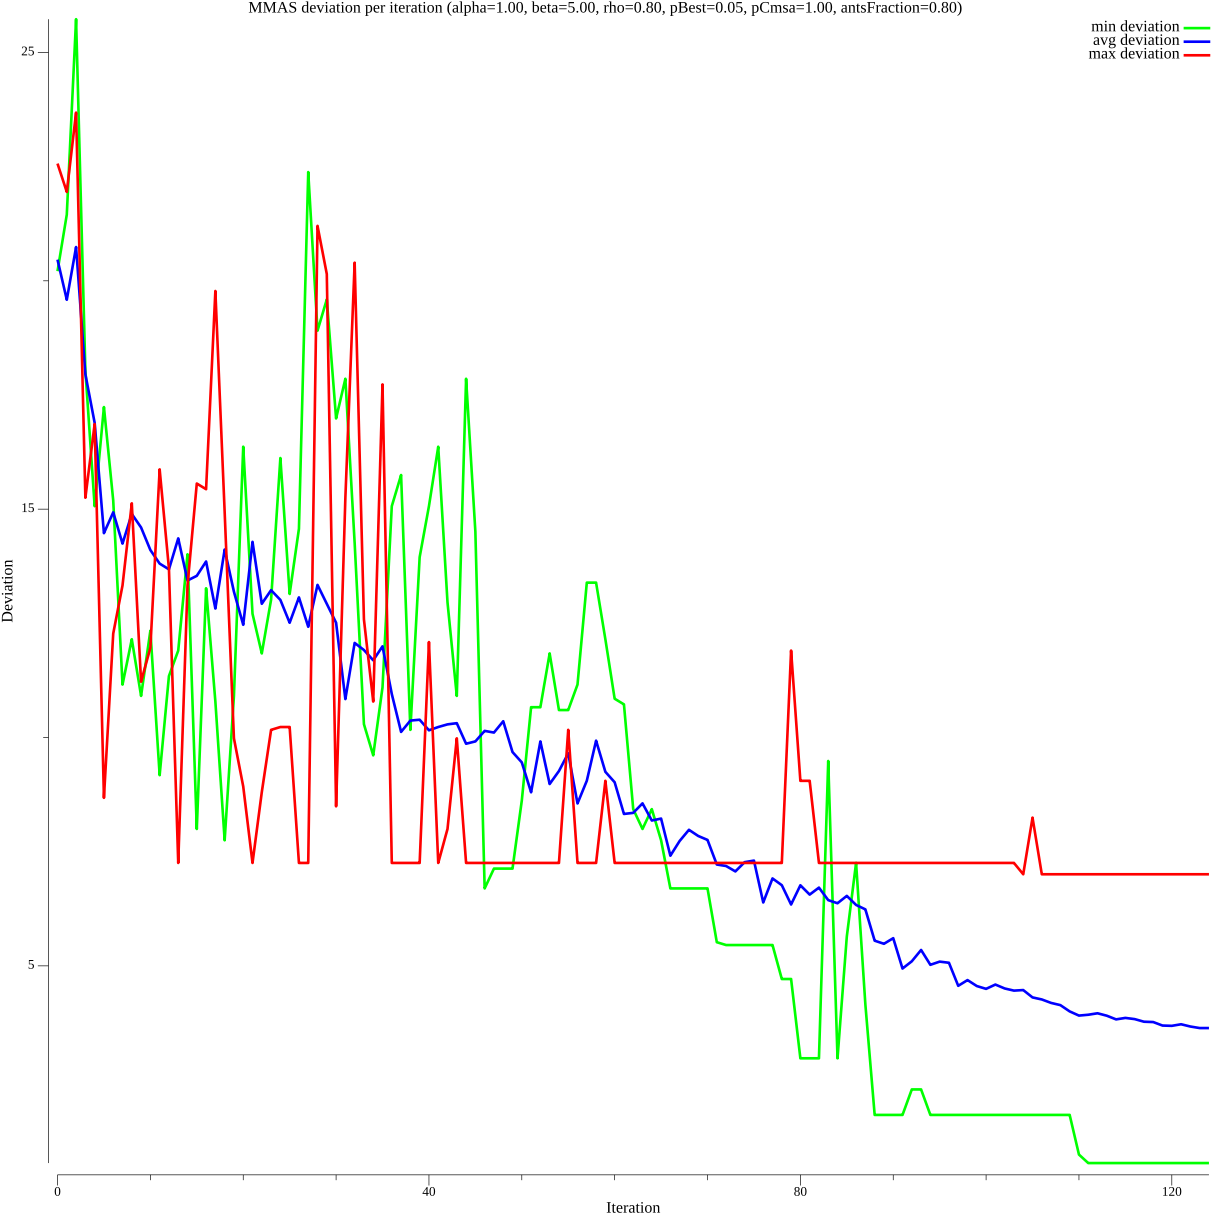 MMAS deviation per iteration (alpha=1.00, beta=5.00, rho=0.80, pBest=0.05, pCmsa=1.00, antsFraction=0.80)
min deviation
avg deviation
max deviation
25
15
5
Deviation
0
40
80
120
Iteration